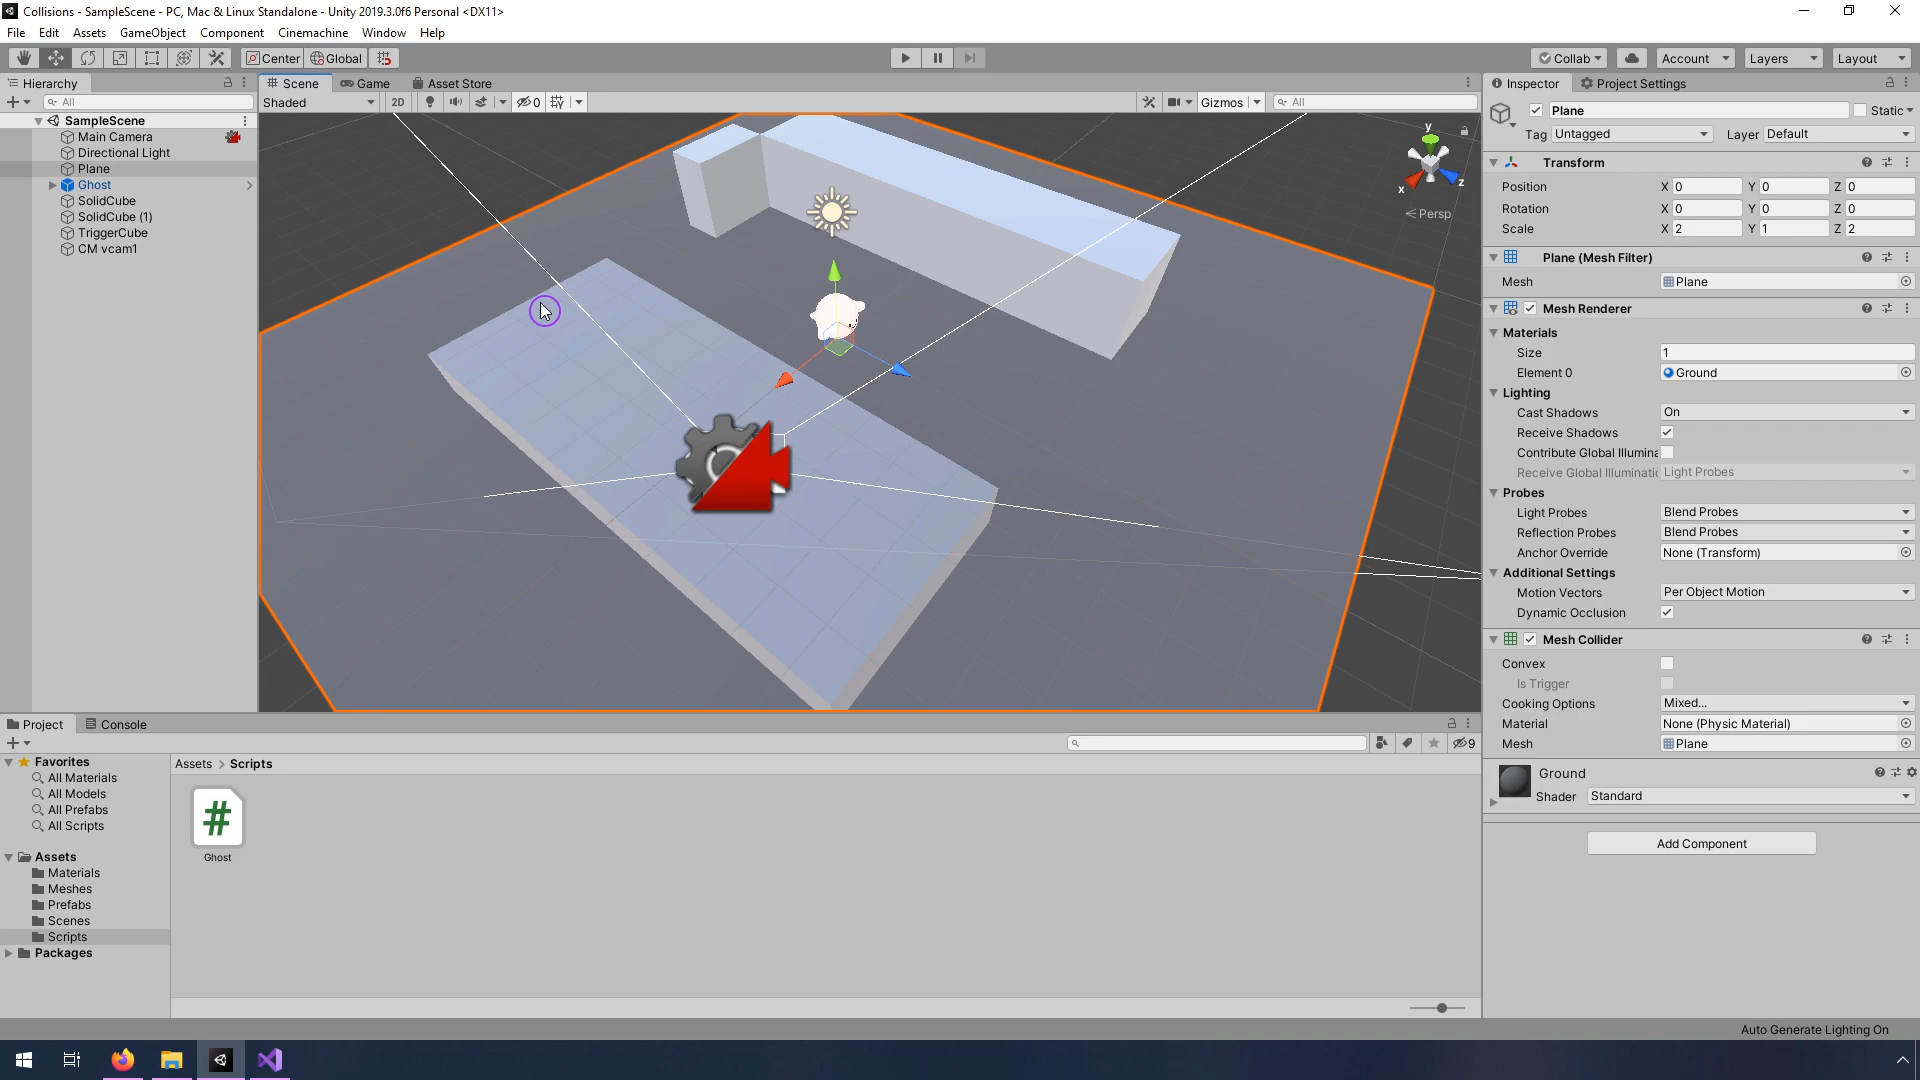 Collisions - SampleScene - PC, Mac & Linux Standalone - Unity 2019.3.0f6 Personal <DX11>
File Edit Assets GameObject Component Cinemachine Window Help
Center Global Collab Account Layers Layout
Hierarchy
All
SampleScene
Main Camera
Directional Light
Plane
Ghost
SolidCube
SolidCube (1)
TriggerCube
CM vcam1
Scene Game Asset Store
Shaded 2D 0 Gizmos All
y
x
z
Persp
Inspector Project Settings
Plane Static
Tag Untagged Layer Default
Transform
Position X 0 Y 0 Z 0
Rotation X 0 Y 0 Z 0
Scale X 2 Y 1 Z 2
Plane (Mesh Filter)
Mesh Plane
Mesh Renderer
Materials
Size 1
Element 0 Ground
Lighting
Cast Shadows On
Receive Shadows
Contribute Global Illumina
Receive Global Illuminati Light Probes
Probes
Light Probes Blend Probes
Reflection Probes Blend Probes
Anchor Override None (Transform)
Additional Settings
Motion Vectors Per Object Motion
Dynamic Occlusion
Mesh Collider
Convex
Is Trigger
Cooking Options Mixed...
Material None (Physic Material)
Mesh Plane
Ground
Shader Standard
Add Component
Project Console
9
Favorites
All Materials
All Models
All Prefabs
All Scripts
Assets
Materials
Meshes
Prefabs
Scenes
Scripts
Packages
Assets > Scripts
#
Ghost
Auto Generate Lighting On